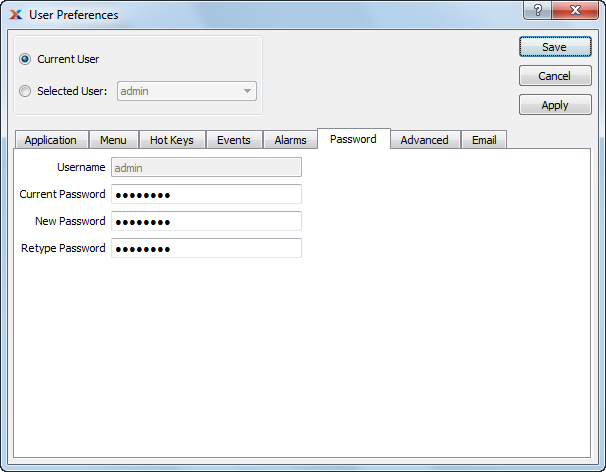 User Preferences
?
Current User
Selected User: admin
Save
Cancel
Apply
Application Menu Hot Keys Events Alarms Password Advanced Email
Username admin
Current Password ●●●●●●●●
New Password ●●●●●●●●
Retype Password ●●●●●●●●